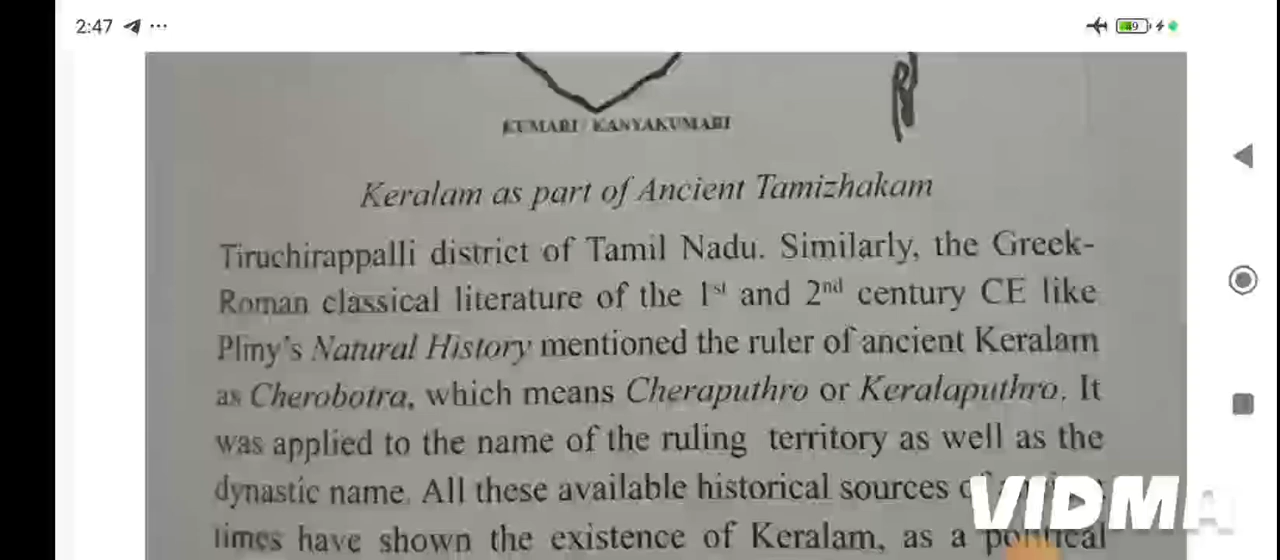 2:47
49
KUMARI / KANYAKUMARI
Keralam as part of Ancient Tamizhakam
Tiruchirappalli district of Tamil Nadu. Similarly, the Greek-
Roman classical literature of the 1st and 2nd century CE like
Pliny's Natural History mentioned the ruler of ancient Keralam
as Cherobotra, which means Cheraputhro or Keralaputhro. It
was applied to the name of the ruling territory as well as the
dynastic name. All these available historical sources
times have shown the existence of Keralam, as a political
VIDMA